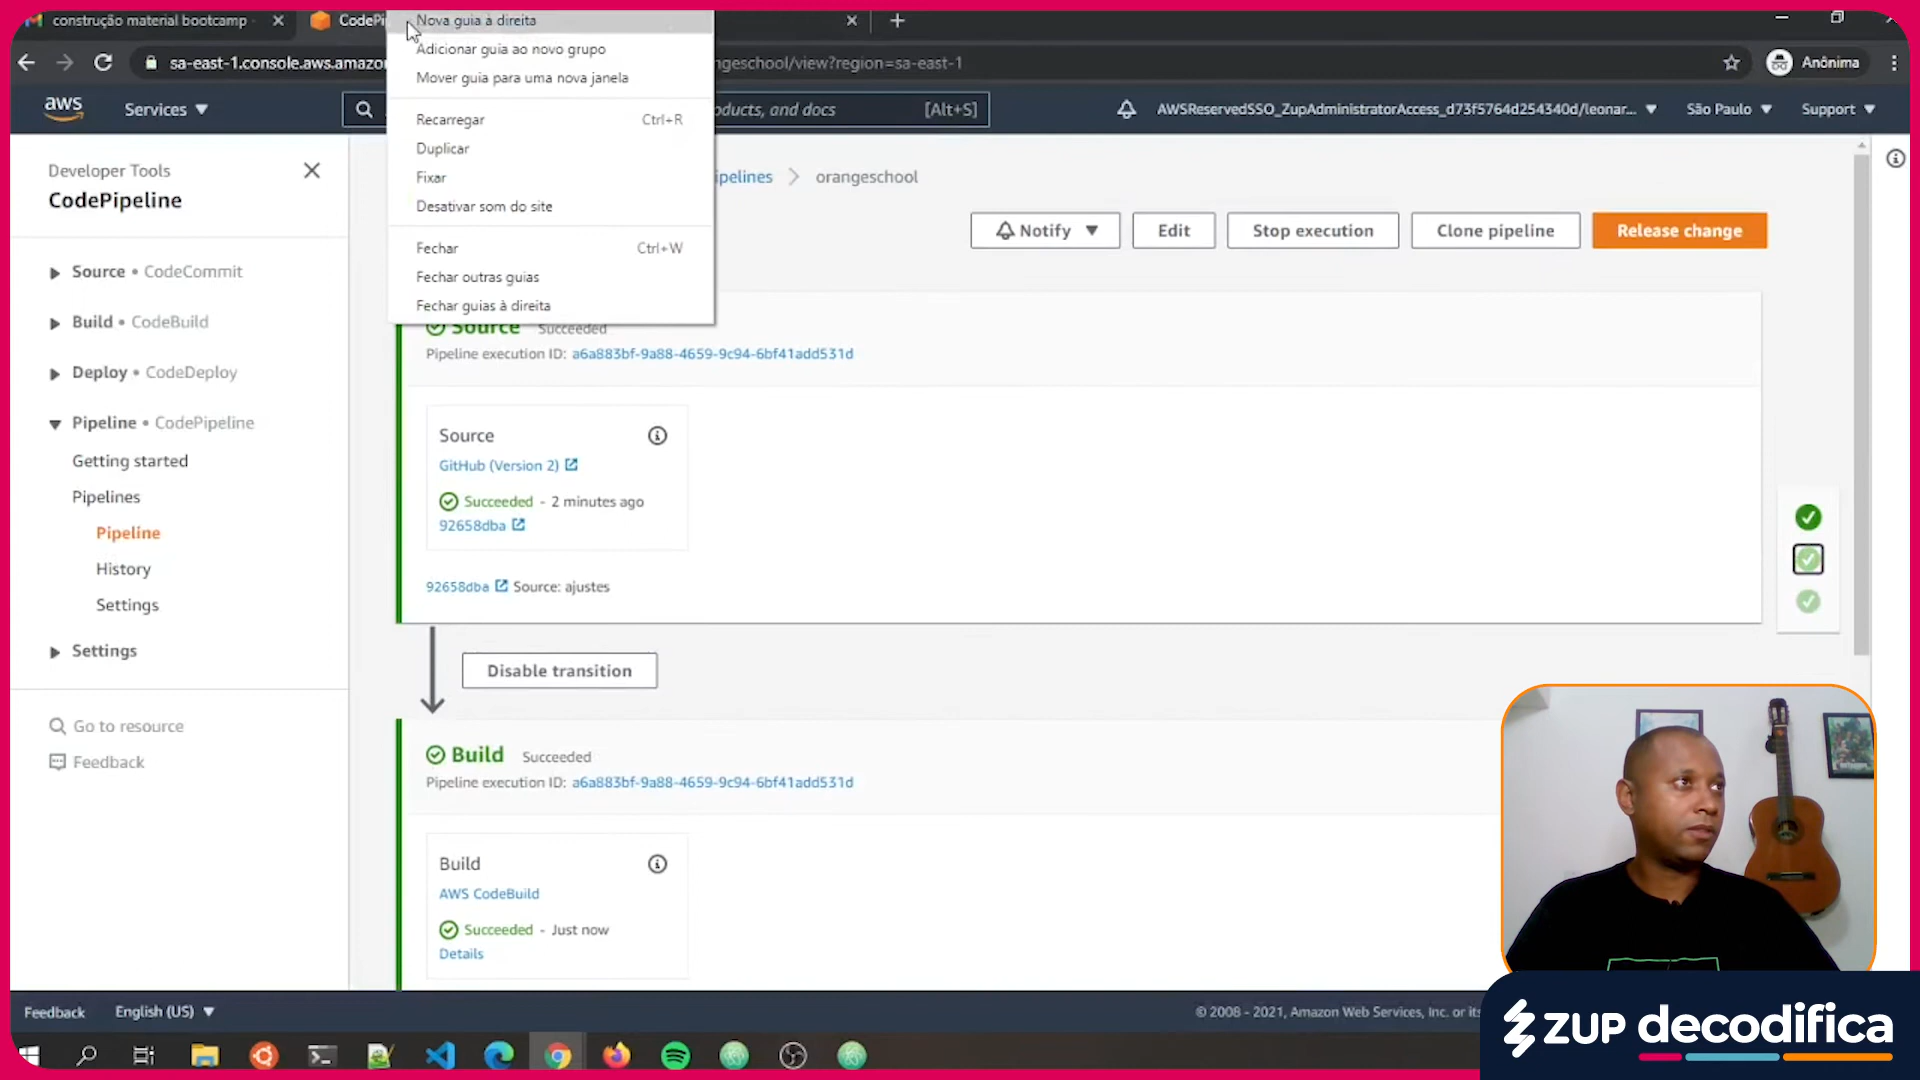 construção material bootcamp
CodePip
Nova guia à direita
Adicionar guia ao novo grupo
Mover guia para uma nova janela
Recarregar Ctrl+R
Duplicar
Fixar
Desativar som do site
Fechar Ctrl+W
Fechar outras guias
Fechar guias à direita
sa-east-1.console.aws.amazo
ngeschool/view?region=sa-east-1
Anônima
aws
Services
oducts, and docs [Alt+S]
AWSReservedSSO_ZupAdministratorAccess_d73f5764d254340d/leonar...
São Paulo
Support
Developer Tools
CodePipeline
Source • CodeCommit
Build • CodeBuild
Deploy • CodeDeploy
Pipeline • CodePipeline
Getting started
Pipelines
Pipeline
History
Settings
Settings
Go to resource
Feedback
ipelines
orangeschool
Notify
Edit
Stop execution
Clone pipeline
Release change
Source Succeeded
Pipeline execution ID: a6a883bf-9a88-4659-9c94-6bf41add531d
Source
GitHub (Version 2)
Succeeded - 2 minutes ago
92658dba
92658dba Source: ajustes
Disable transition
Build Succeeded
Pipeline execution ID: a6a883bf-9a88-4659-9c94-6bf41add531d
Build
AWS CodeBuild
Succeeded - Just now
Details
Feedback
English (US)
© 2008 - 2021, Amazon Web Services, Inc. or its
ZUP decodifica